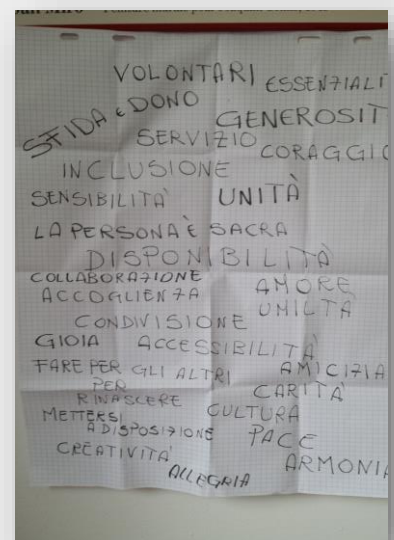 VOLONTARI
ESSENZIALIT
SFIDA E DONO
GENEROSIT
SERVIZIO
CORAGGIO
INCLUSIONE
SENSIBILITÀ
UNITÀ
LA PERSONA È SACRA
DISPONIBILITÀ
COLLABORAZIONE
AMORE
ACCOGLIENZA
UMILTÀ
CONDIVISIONE
GIOIA
ACCESSIBILITÀ
FARE PER GLI ALTRI
AMICIZIA
PER
RINASCERE
CARITÀ
METTERSI
A DISPOSIZIONE
CULTURA
PACE
CREATIVITÀ
ALLEGRIA
ARMONIA